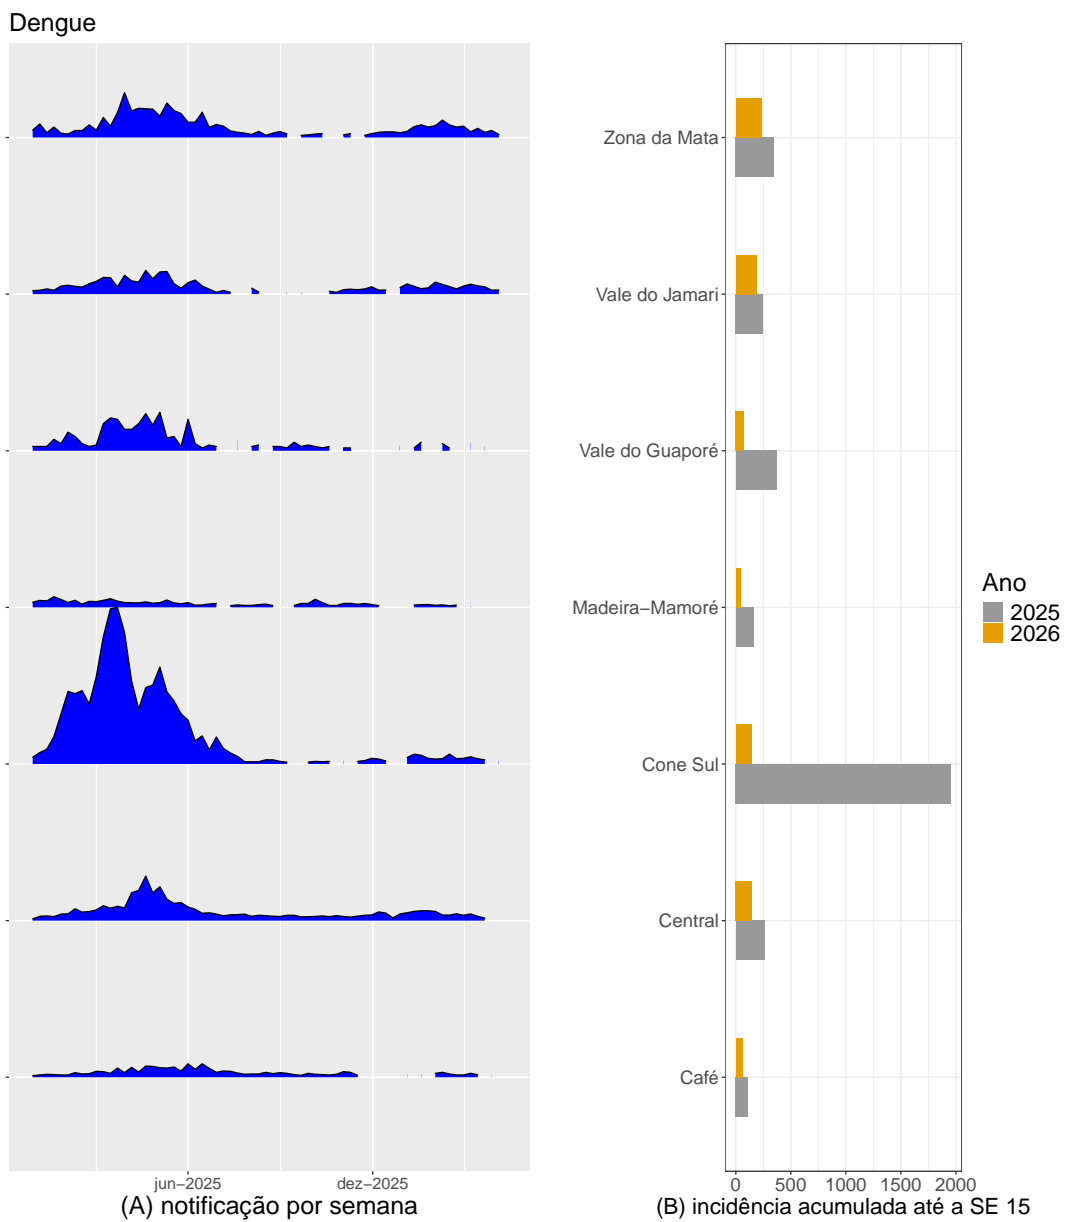 Dengue
Zona da Mata
Vale do Jamari
Vale do Guaporé
Madeira−Mamoré
Cone Sul
Central
Café
Ano
2025
2026
jun−2025 dez−2025
0 500 1000 1500 2000
(A) notificação por semana
(B) incidência acumulada até a SE 15